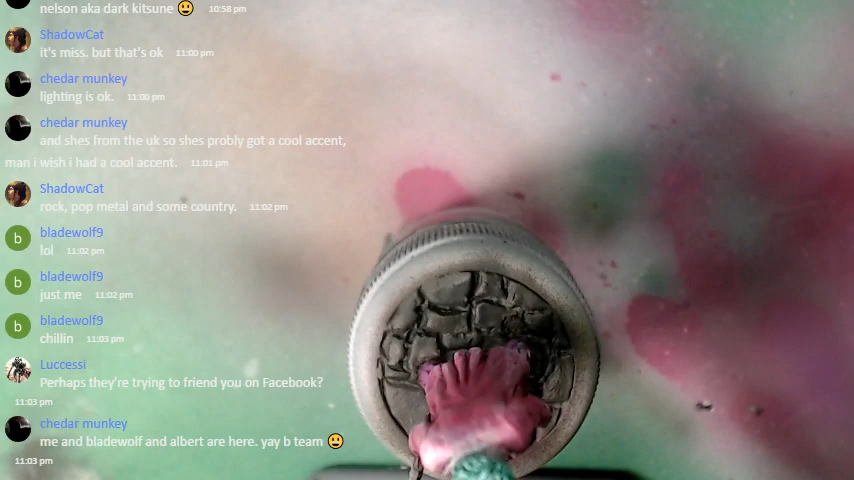 nelson aka dark kitsune 😃 10:58 pm
ShadowCat
it's miss. but that's ok 11:00 pm
chedar munkey
lighting is ok. 11:00 pm
chedar munkey
and shes from the uk so shes probly got a cool accent,
man i wish i had a cool accent. 11:01 pm
ShadowCat
rock, pop metal and some country. 11:02 pm
b
bladewolf9
lol 11:02 pm
b
bladewolf9
just me 11:02 pm
b
bladewolf9
chillin 11:03 pm
Luccessi
Perhaps they're trying to friend you on Facebook?
11:03 pm
chedar munkey
me and bladewolf and albert are here. yay b team 😃
11:03 pm